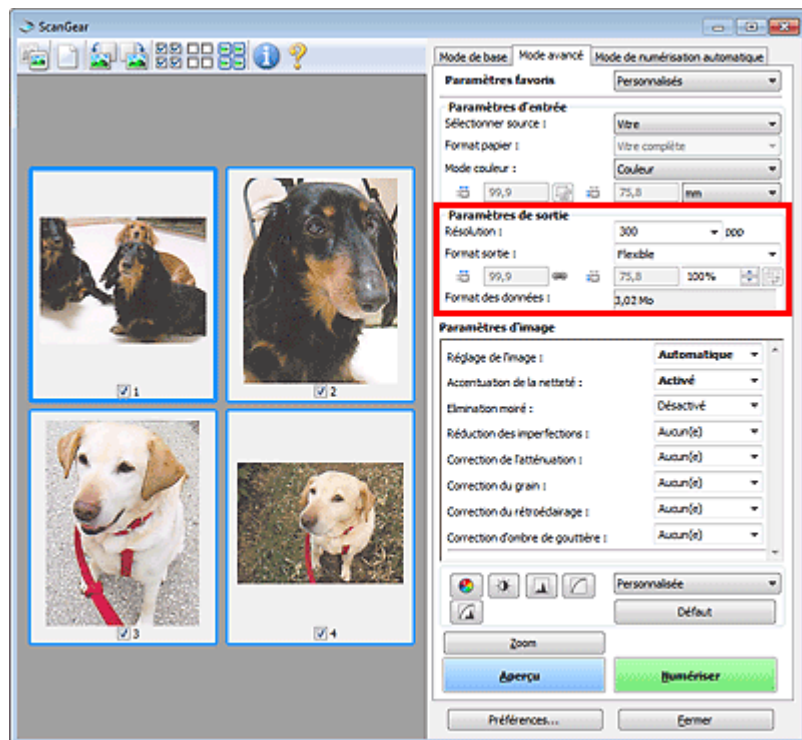 ScanGear
Mode de base Mode avancé Mode de numérisation automatique
Paramètres favoris Personnalisés
Paramètres d'entrée
Sélectionner source : Vitre
Format papier : Vitre complète
Mode couleur : Couleur
99,9 75,8 mm
Paramètres de sortie
Résolution : 300 ppp
Format sortie : Flexible
99,9 75,8 100%
Format des données : 3,02 Mo
Paramètres d'image
Réglage de l'image : Automatique
Accentuation de la netteté : Activé
Elimination moiré : Désactivé
Réduction des imperfections : Aucun(e)
Correction de l'atténuation : Aucun(e)
Correction du grain : Aucun(e)
Correction du rétroéclairage : Aucun(e)
Correction d'ombre de gouttière : Aucun(e)
1
2
3
4
Personnalisée
Défaut
Zoom
Aperçu Numériser
Préférences... Fermer